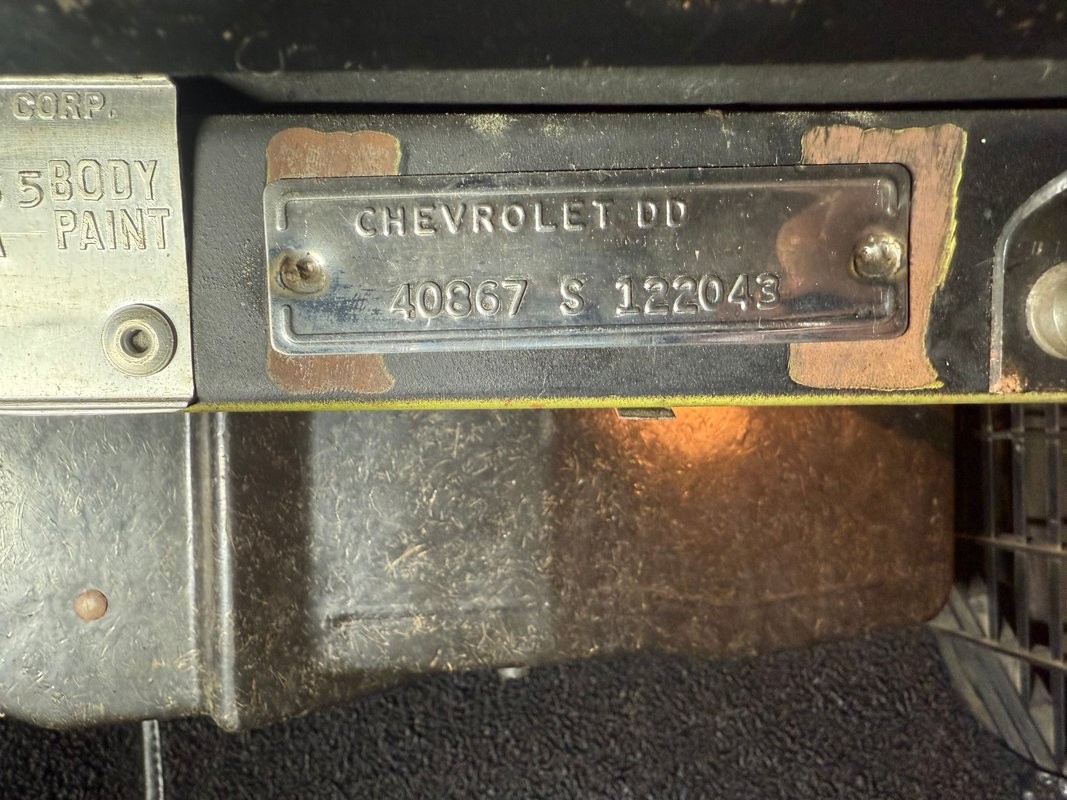 CORP.
5 BODY
PAINT
CHEVROLET DD
40867 S 122043